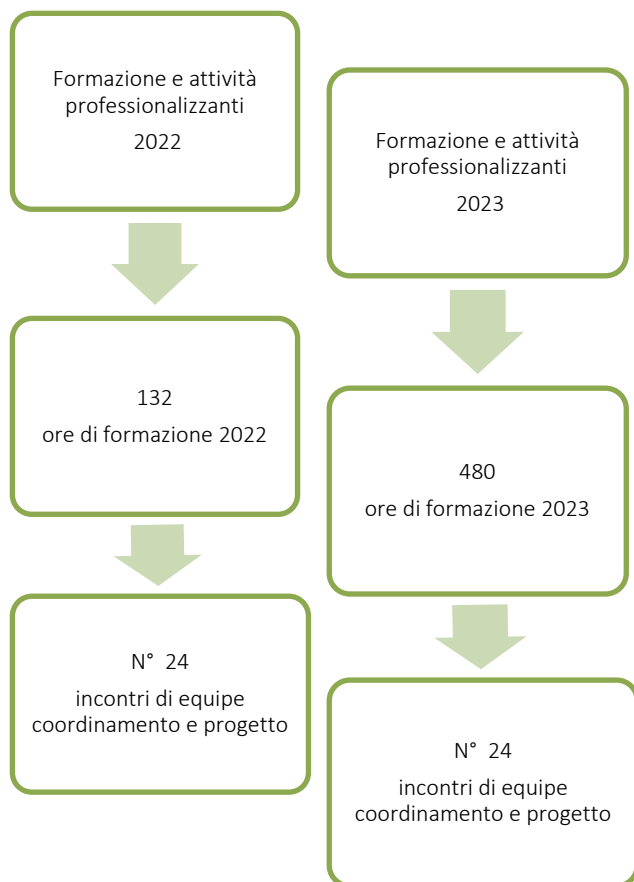 Formazione e attività
professionalizzanti
2022
132
ore di formazione 2022
N° 24
incontri di equipe
coordinamento e progetto
Formazione e attività
professionalizzanti
2023
480
ore di formazione 2023
N° 24
incontri di equipe
coordinamento e progetto